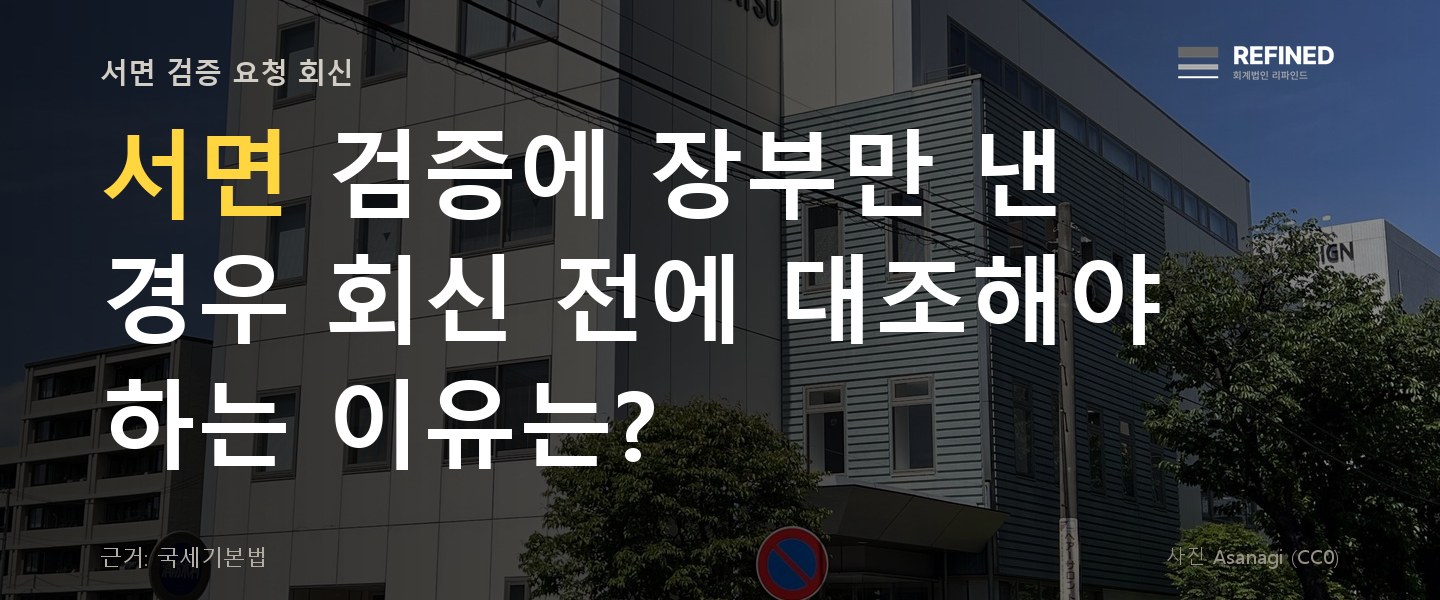 서면 검증 요청 회신
REFINED
회계법인 리파인드
서면 검증에 장부만 낸
경우 회신 전에 대조해야
하는 이유는?
근거: 국세기본법
사진 Asanagi (CC0)